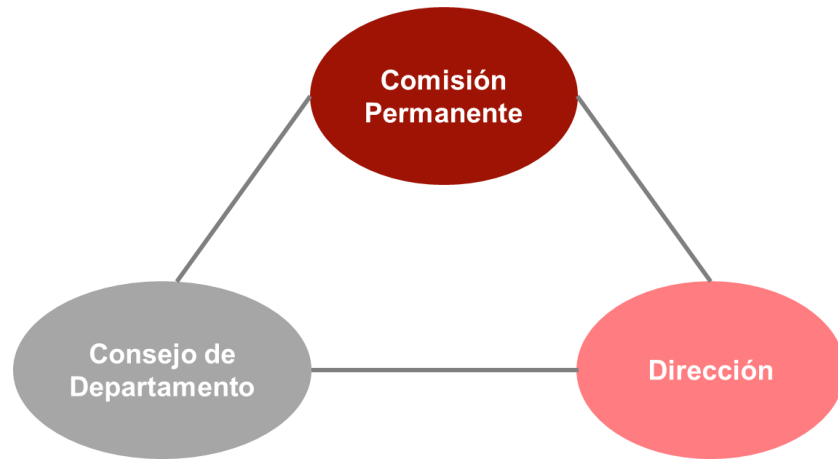 Comisión
Permanente
Consejo de
Departamento
Dirección